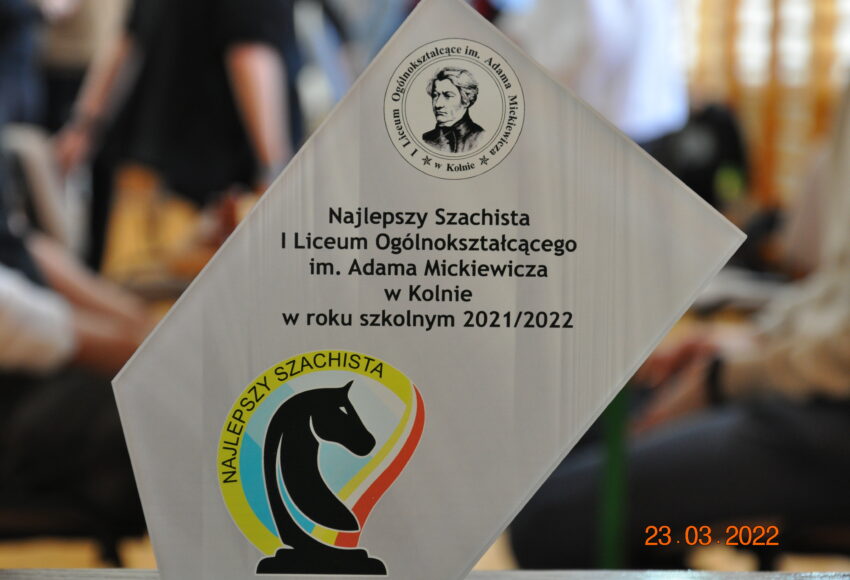 I Liceum Ogólnokształcące im. Adama Mickiewicza
w Kolnie
Najlepszy Szachista
I Liceum Ogólnokształcącego
im. Adama Mickiewicza
w Kolnie
w roku szkolnym 2021/2022
NAJLEPSZY SZACHISTA
23.03.2022